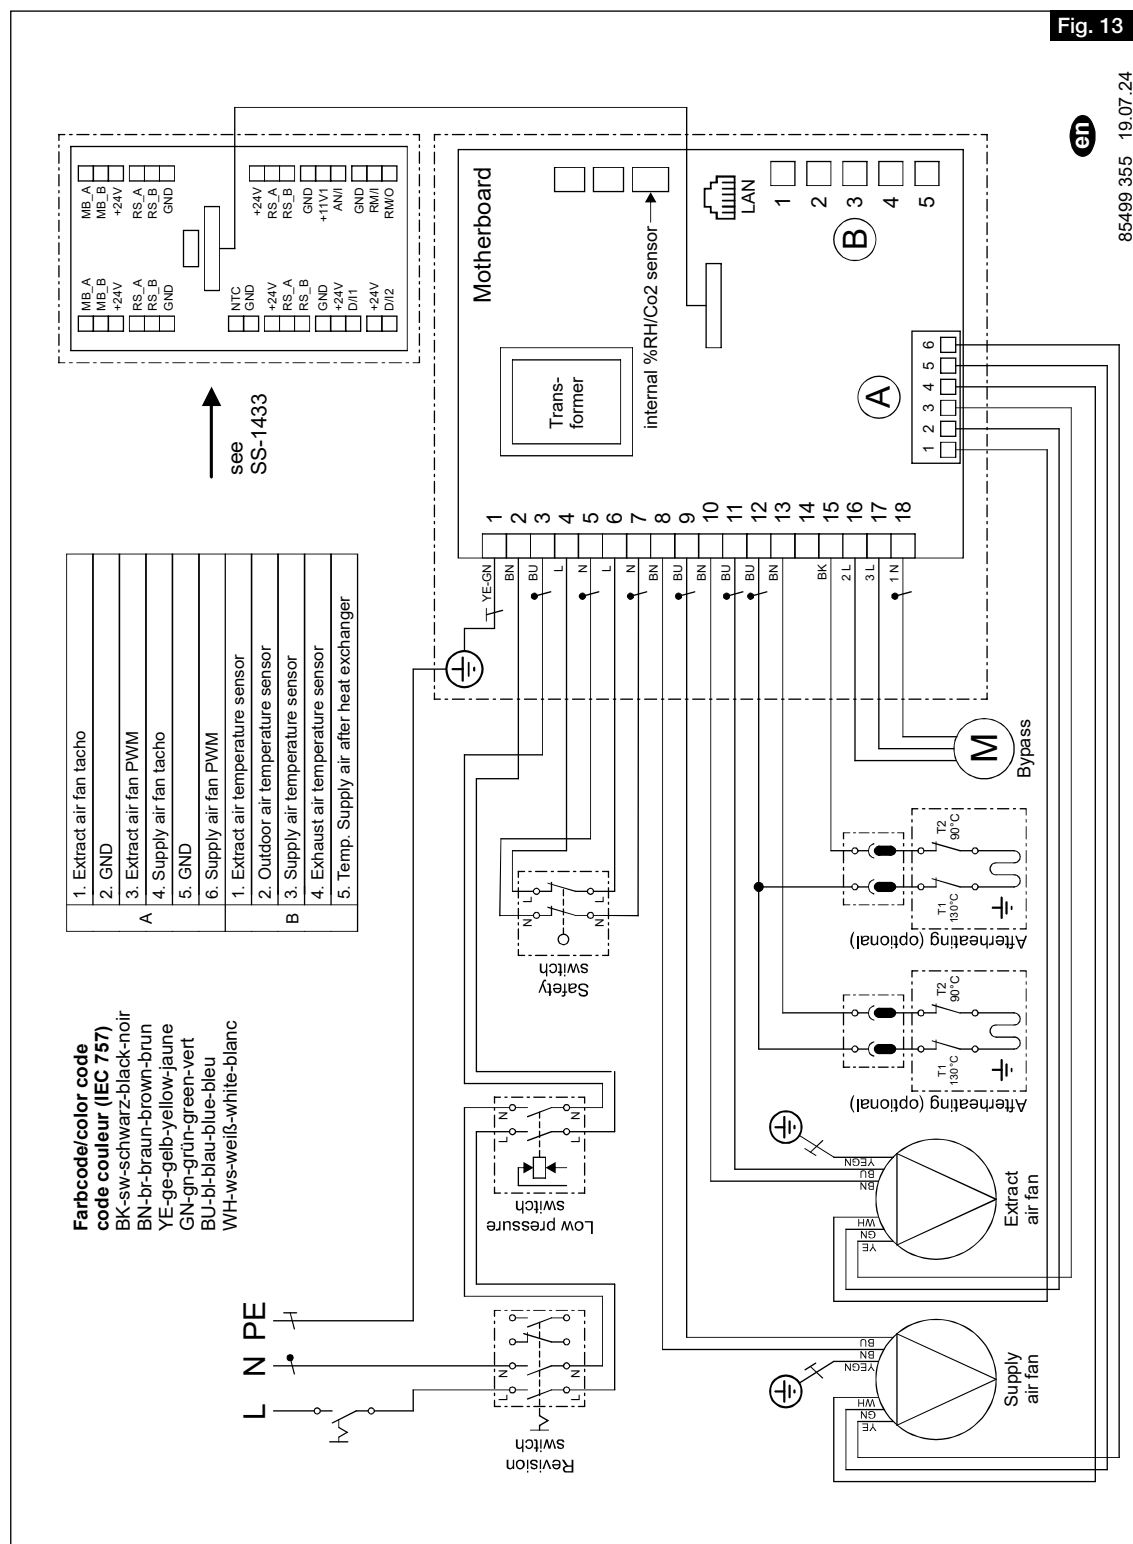 Fig. 13
en
85499 355 19.07.24
MB_A
MB_B
+24V
RS_A
RS_B
GND
+24V
RS_A
RS_B
GND
+11V1
AN/I
GND
RM/I
RM/O
MB_A
MB_B
+24V
RS_A
RS_B
GND
NTC
GND
+24V
RS_A
RS_B
GND
+24V
D/I1
+24V
D/I2
see
SS-1433
Motherboard
Trans-
former
internal %RH/Co2 sensor
LAN
1
2
3
4
5
B
A
1 2 3 4 5 6
1
2
3
4
5
6
7
8
9
10
11
12
13
14
15
16
17
18
YE-GN
BN
BU
L
N
L
N
BN
BU
BN
BU
BU
BN
BK
2 L
3 L
1 N
A
1. Extract air fan tacho
2. GND
3. Extract air fan PWM
4. Supply air fan tacho
5. GND
6. Supply air fan PWM
B
1. Extract air temperature sensor
2. Outdoor air temperature sensor
3. Supply air temperature sensor
4. Exhaust air temperature sensor
5. Temp. Supply air after heat exchanger
Farbcode/color code
code couleur (IEC 757)
BK-sw-schwarz-black-noir
BN-br-braun-brown-brun
YE-ge-gelb-yellow-jaune
GN-gn-grün-green-vert
BU-bl-blau-blue-bleu
WH-ws-weiß-white-blanc
L N PE
Revision
switch
L N
L N
Low pressure
switch
L N
L N
Safety
switch
N L
N L
M
Bypass
T1
130°C
T2
90°C
Afterheating (optional)
T1
130°C
T2
90°C
Afterheating (optional)
YE
GN
WH
BN
BU
YEGN
Extract
air fan
YE
GN
WH
YEGN
BN
BU
Supply
air fan